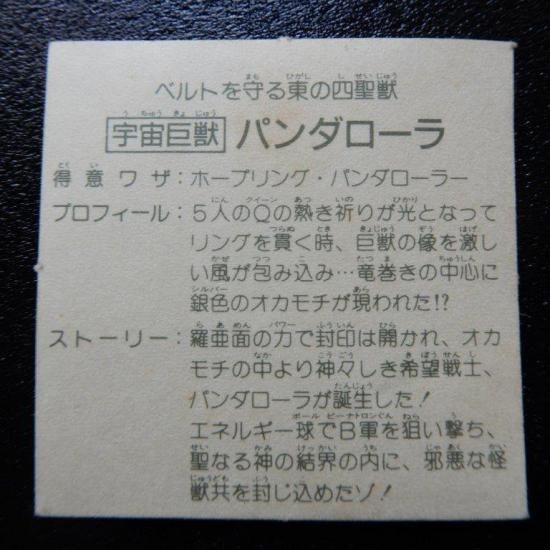 ベルトを守る東の四聖獣
宇宙巨獣 パンダローラ
得意ワザ：ホープリング・パンダローラー
プロフィール：5人のQの熱き祈りが光となって
リングを貫く時、巨獣の像を激し
い風が包み込み…竜巻きの中心に
銀色のオカモチが現われた!?
ストーリー：羅亜面の力で封印は開かれ、オカ
モチの中より神々しき希望戦士、
パンダローラが誕生した！
エネルギー球でB軍を狙い撃ち、
聖なる神の結界の内に、邪悪な怪
獣共を封じ込めたゾ！